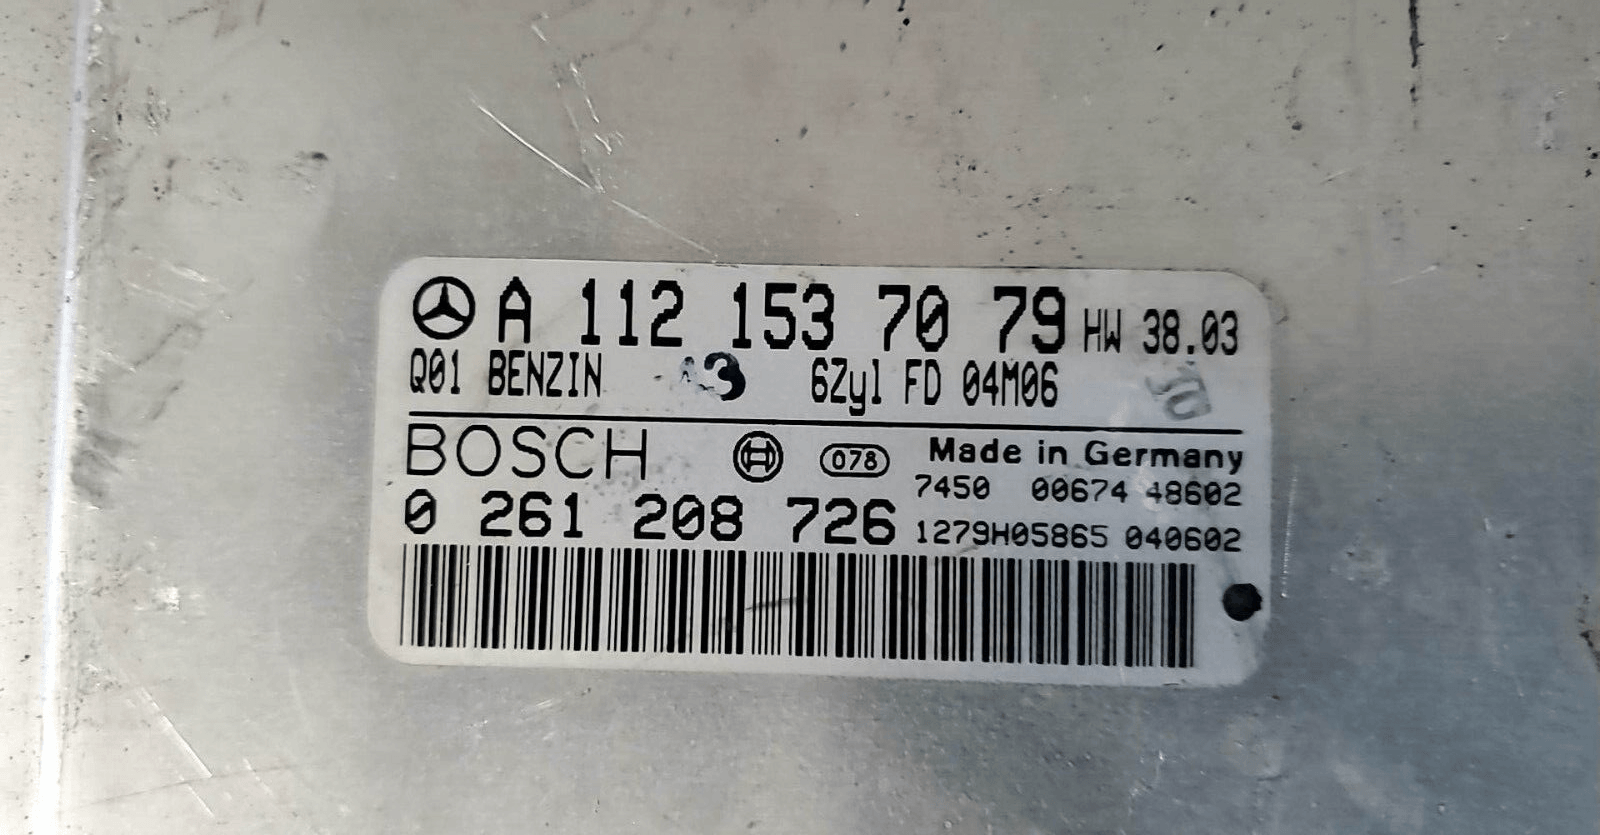 A 112 153 70 79 HW 38.03
Q01 BENZIN 3 6Zyl FD 04M06
BOSCH 078 Made in Germany
7450 00674 48602
0 261 208 726 1279H05865 040602